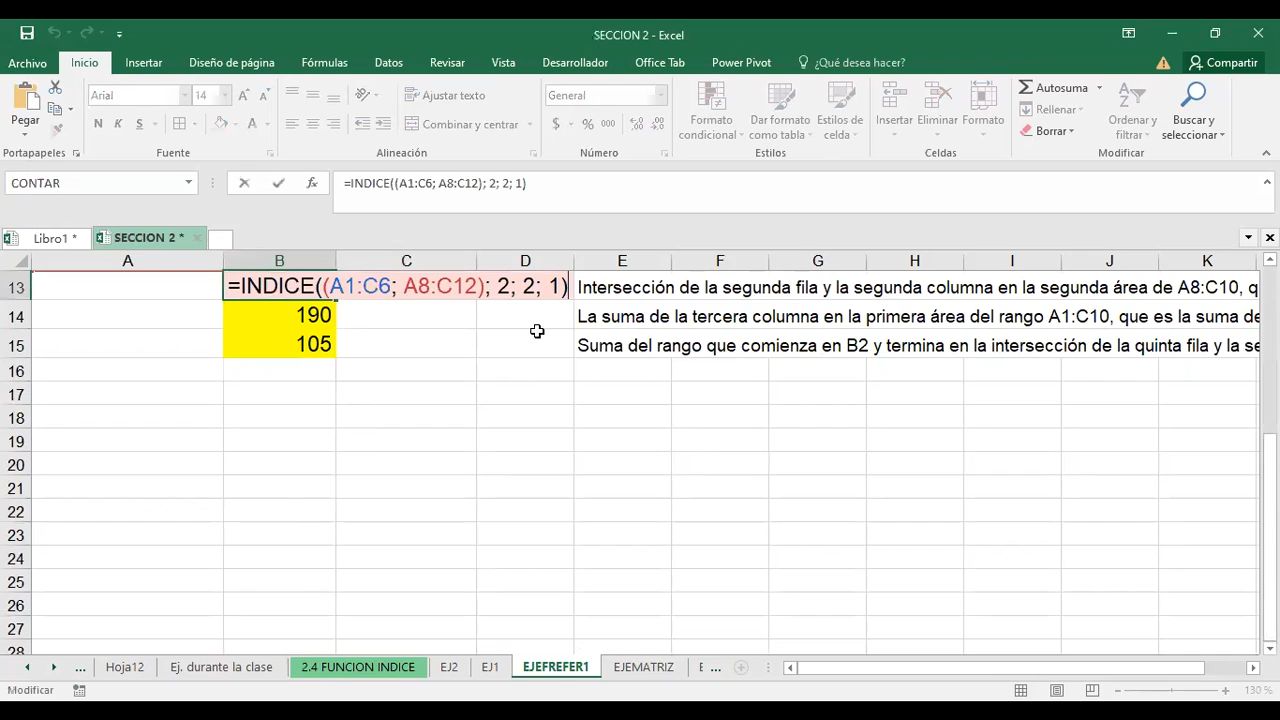 SECCION 2 - Excel
Archivo Inicio Insertar Diseño de página Fórmulas Datos Revisar Vista Desarrollador Office Tab Power Pivot ¿Qué desea hacer? Compartir
Pegar
Portapapeles
Arial 14
N K S
Fuente
Ajustar texto
Combinar y centrar
Alineación
General
$ % 000
Número
Formato condicional
Dar formato como tabla
Estilos de celda
Estilos
Insertar Eliminar Formato
Celdas
Autosuma
Rellenar
Borrar
Ordenar y filtrar
Buscar y seleccionar
Modificar
CONTAR fx =INDICE((A1:C6; A8:C12); 2; 2; 1)
Libro1 * SECCION 2 *
A B C D E F G H I J K
13 =INDICE((A1:C6; A8:C12); 2; 2; 1) Intersección de la segunda fila y la segunda columna en la segunda área de A8:C10, q
14 190 La suma de la tercera columna en la primera área del rango A1:C10, que es la suma de
15 105 Suma del rango que comienza en B2 y termina en la intersección de la quinta fila y la se
16
17
18
19
20
21
22
23
24
25
26
27
28
... Hoja12 Ej. durante la clase 2.4 FUNCION INDICE EJ2 EJ1 EJEFREFER1 EJEMATRIZ E ...
Modificar 130 %